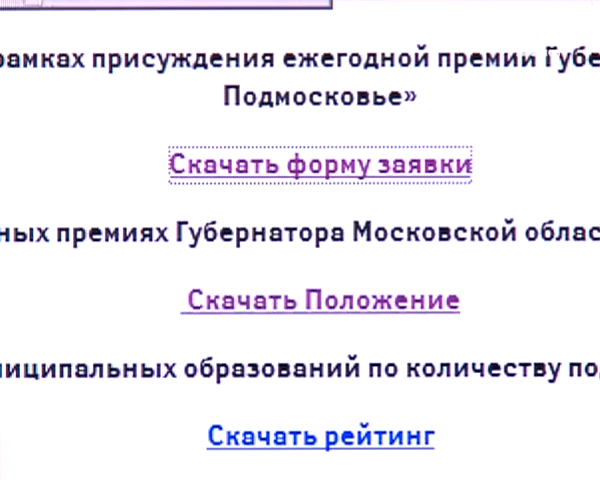 рамках присуждения ежегодной премии Губе
Подмосковье»
Скачать форму заявки
ных премиях Губернатора Московской облас
Скачать Положение
иципальных образований по количеству по
Скачать рейтинг